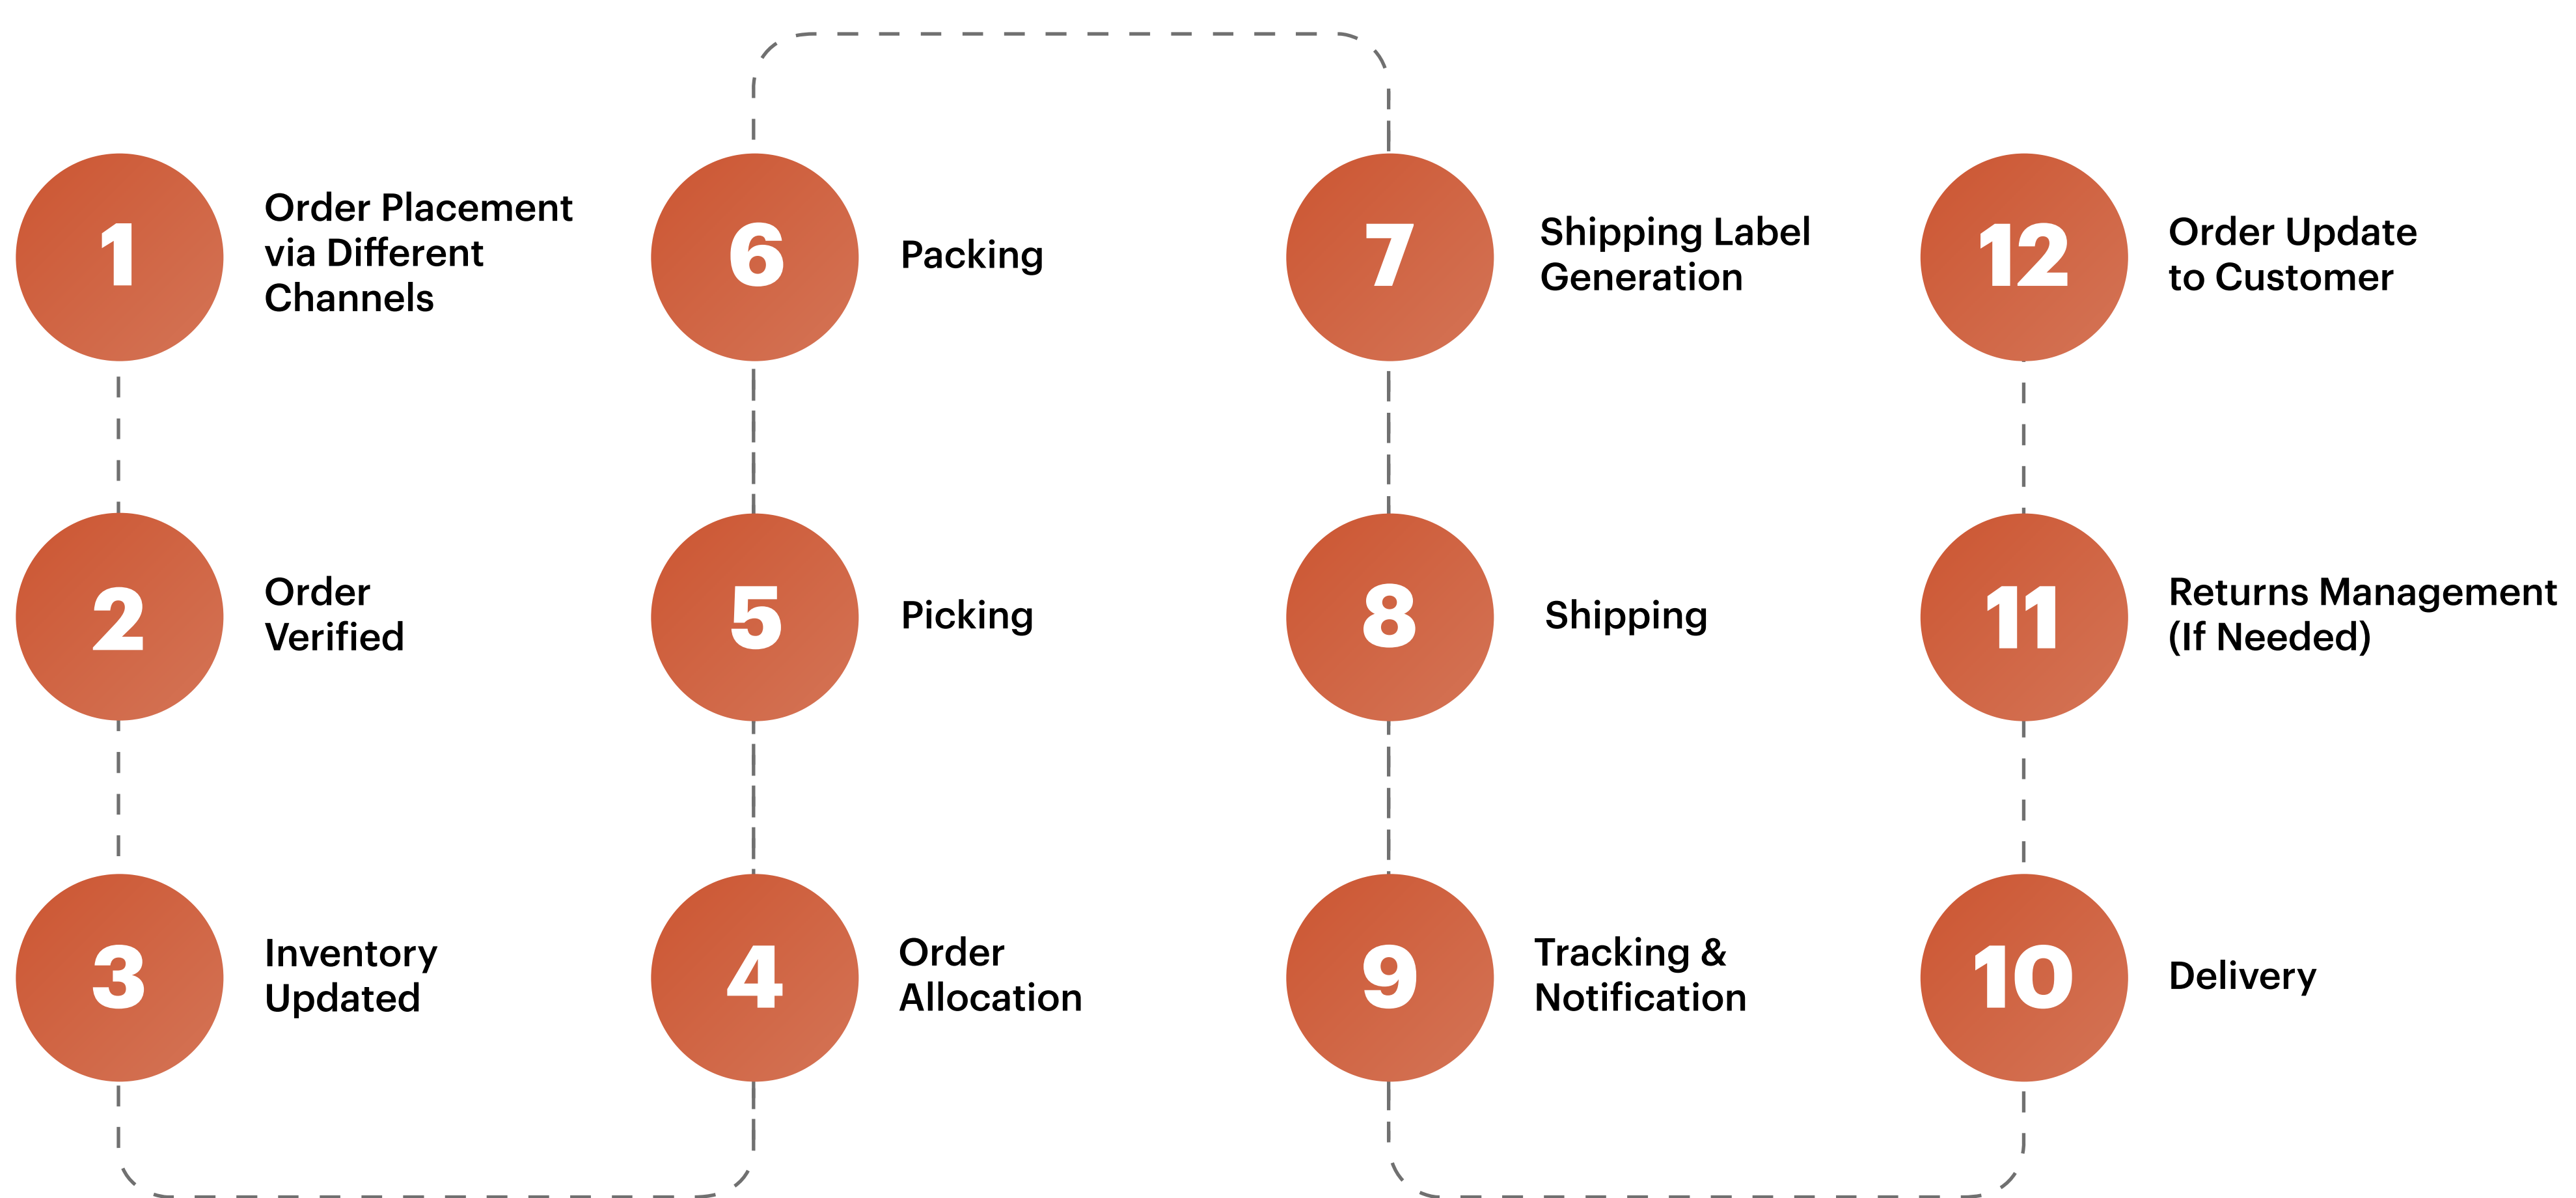 1
Order Placement
via Different
Channels
2
Order
Verified
3
Inventory
Updated
4
Order
Allocation
5
Picking
6
Packing
7
Shipping Label
Generation
8
Shipping
9
Tracking &
Notification
10
Delivery
11
Returns Management
(If Needed)
12
Order Update
to Customer